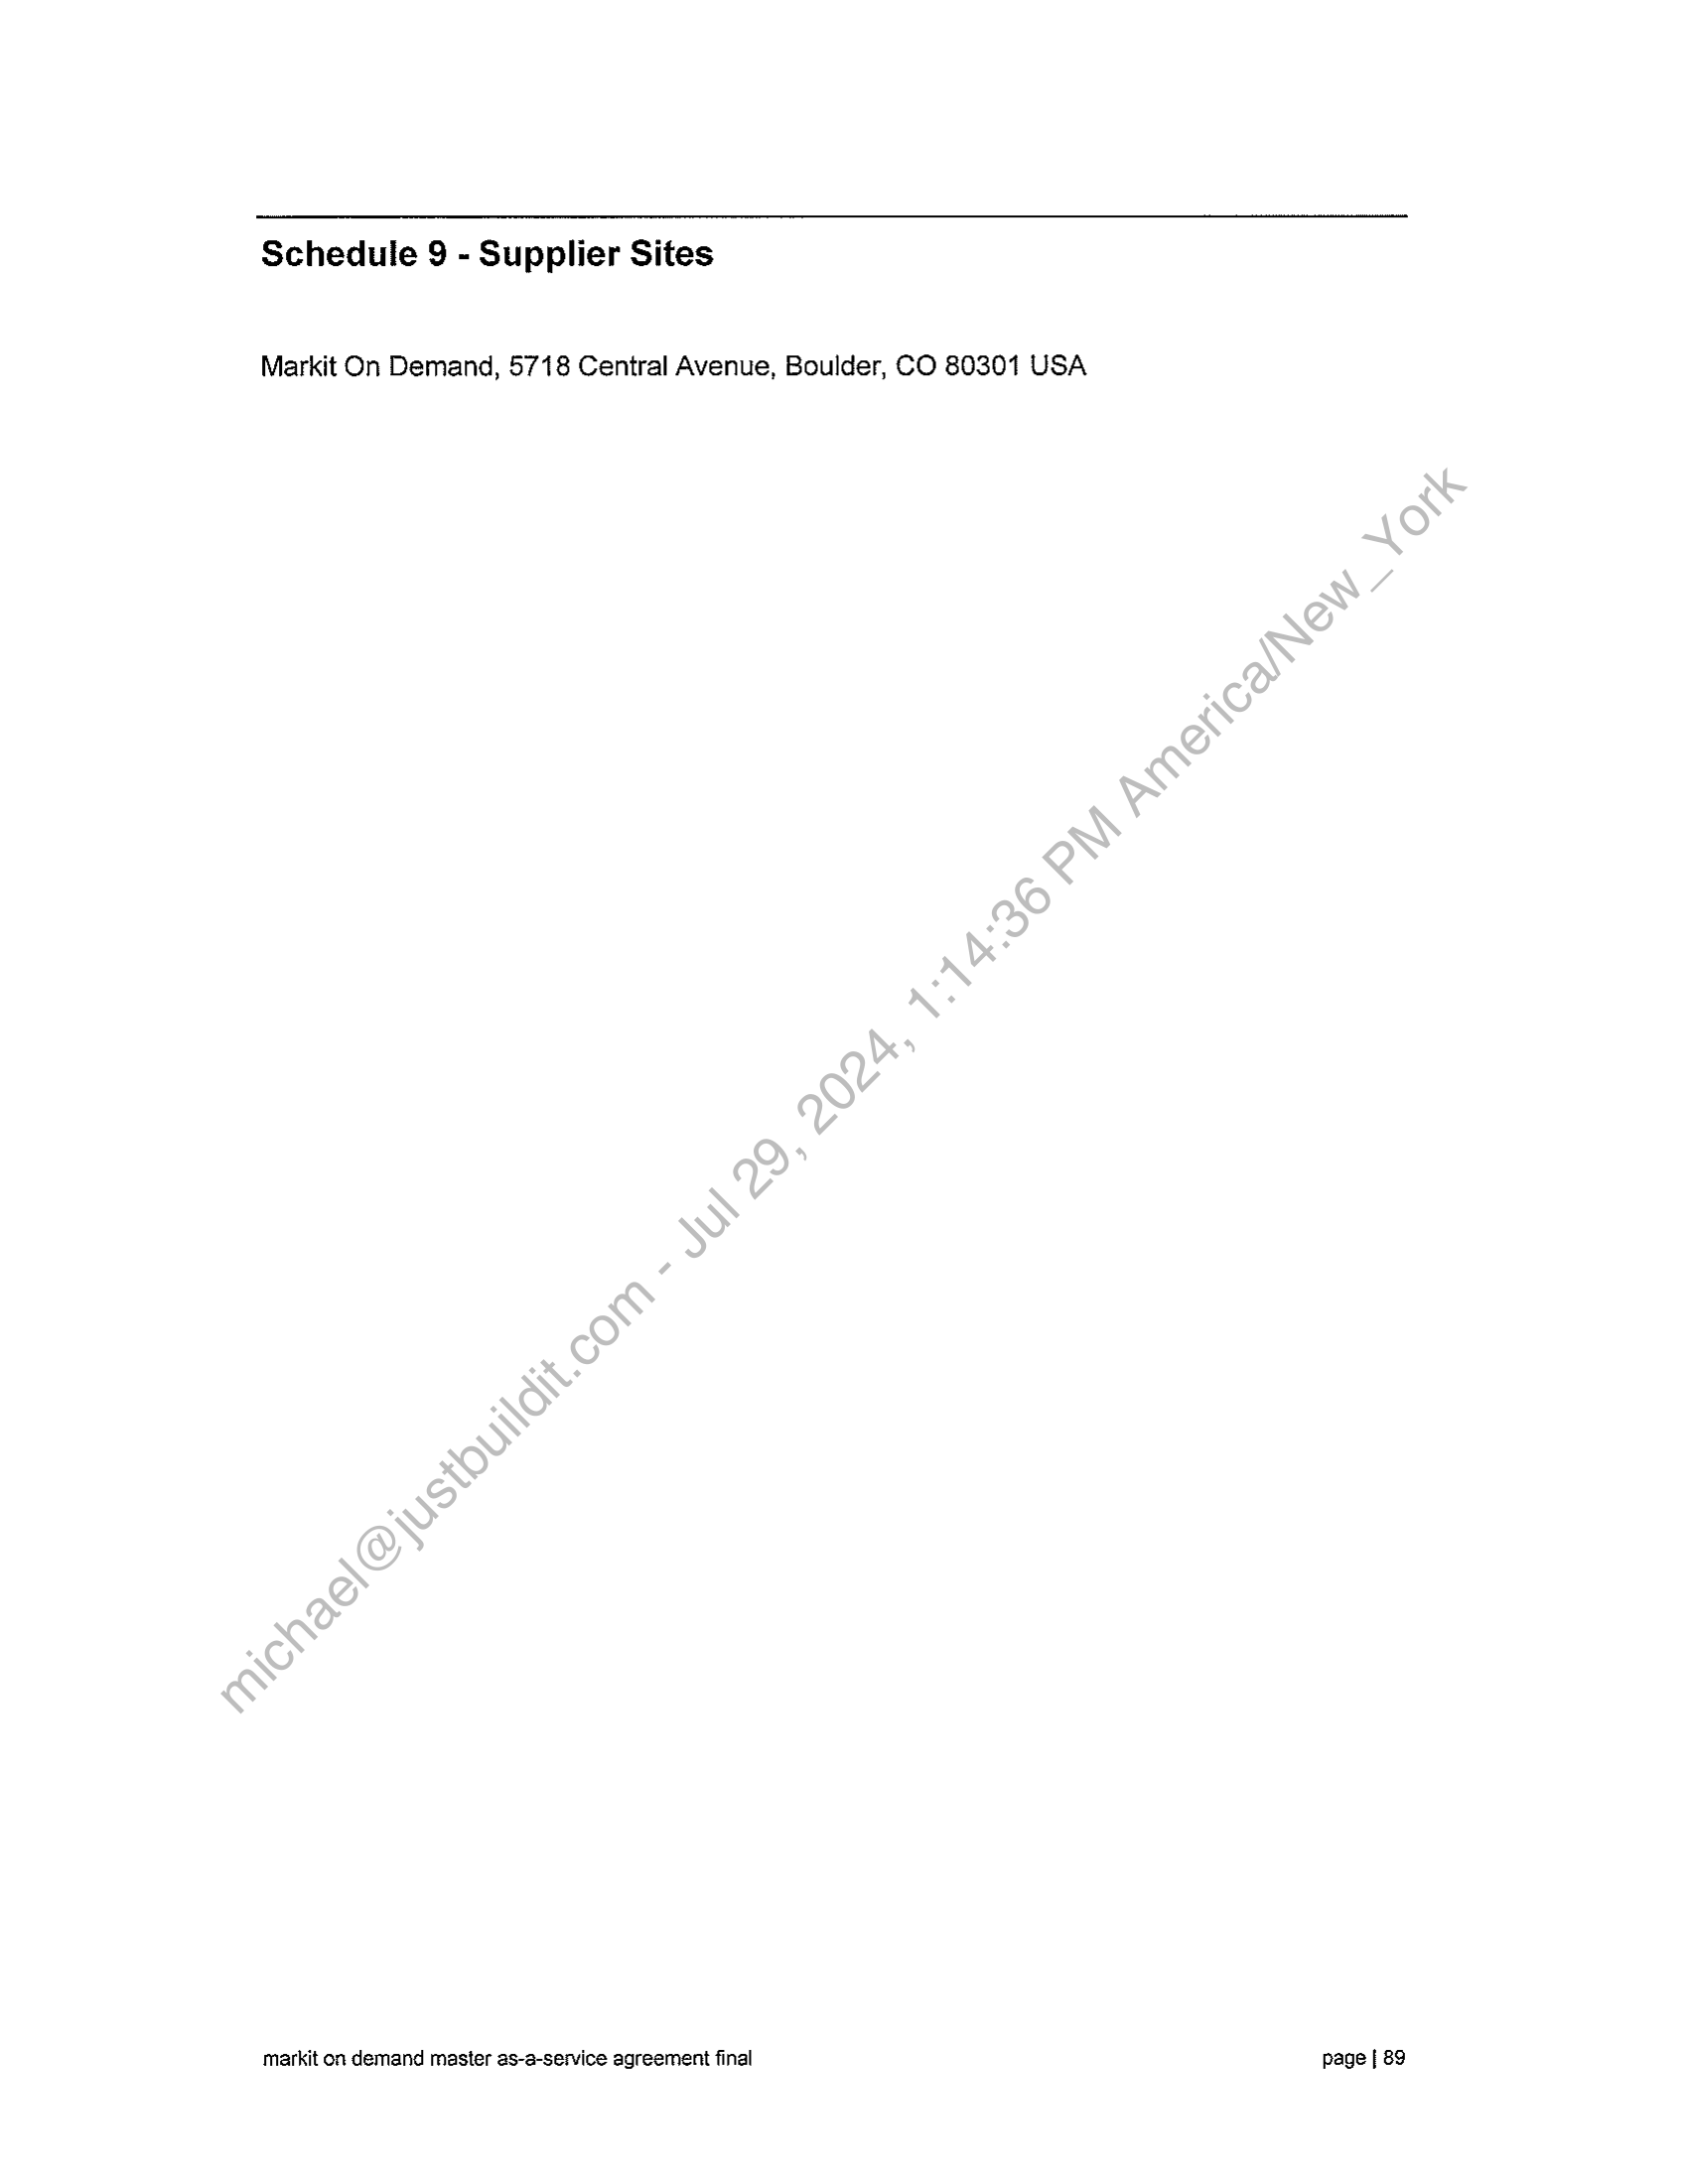 Schedule 9 - Supplier Sites
Markit On Demand, 5718 Central Avenue, Boulder, CO 80301 USA
michael@justbuildit.com - Jul 29, 2024, 1:14:36 PM America/New_York
markit on demand master as-a-service agreement final
page | 89